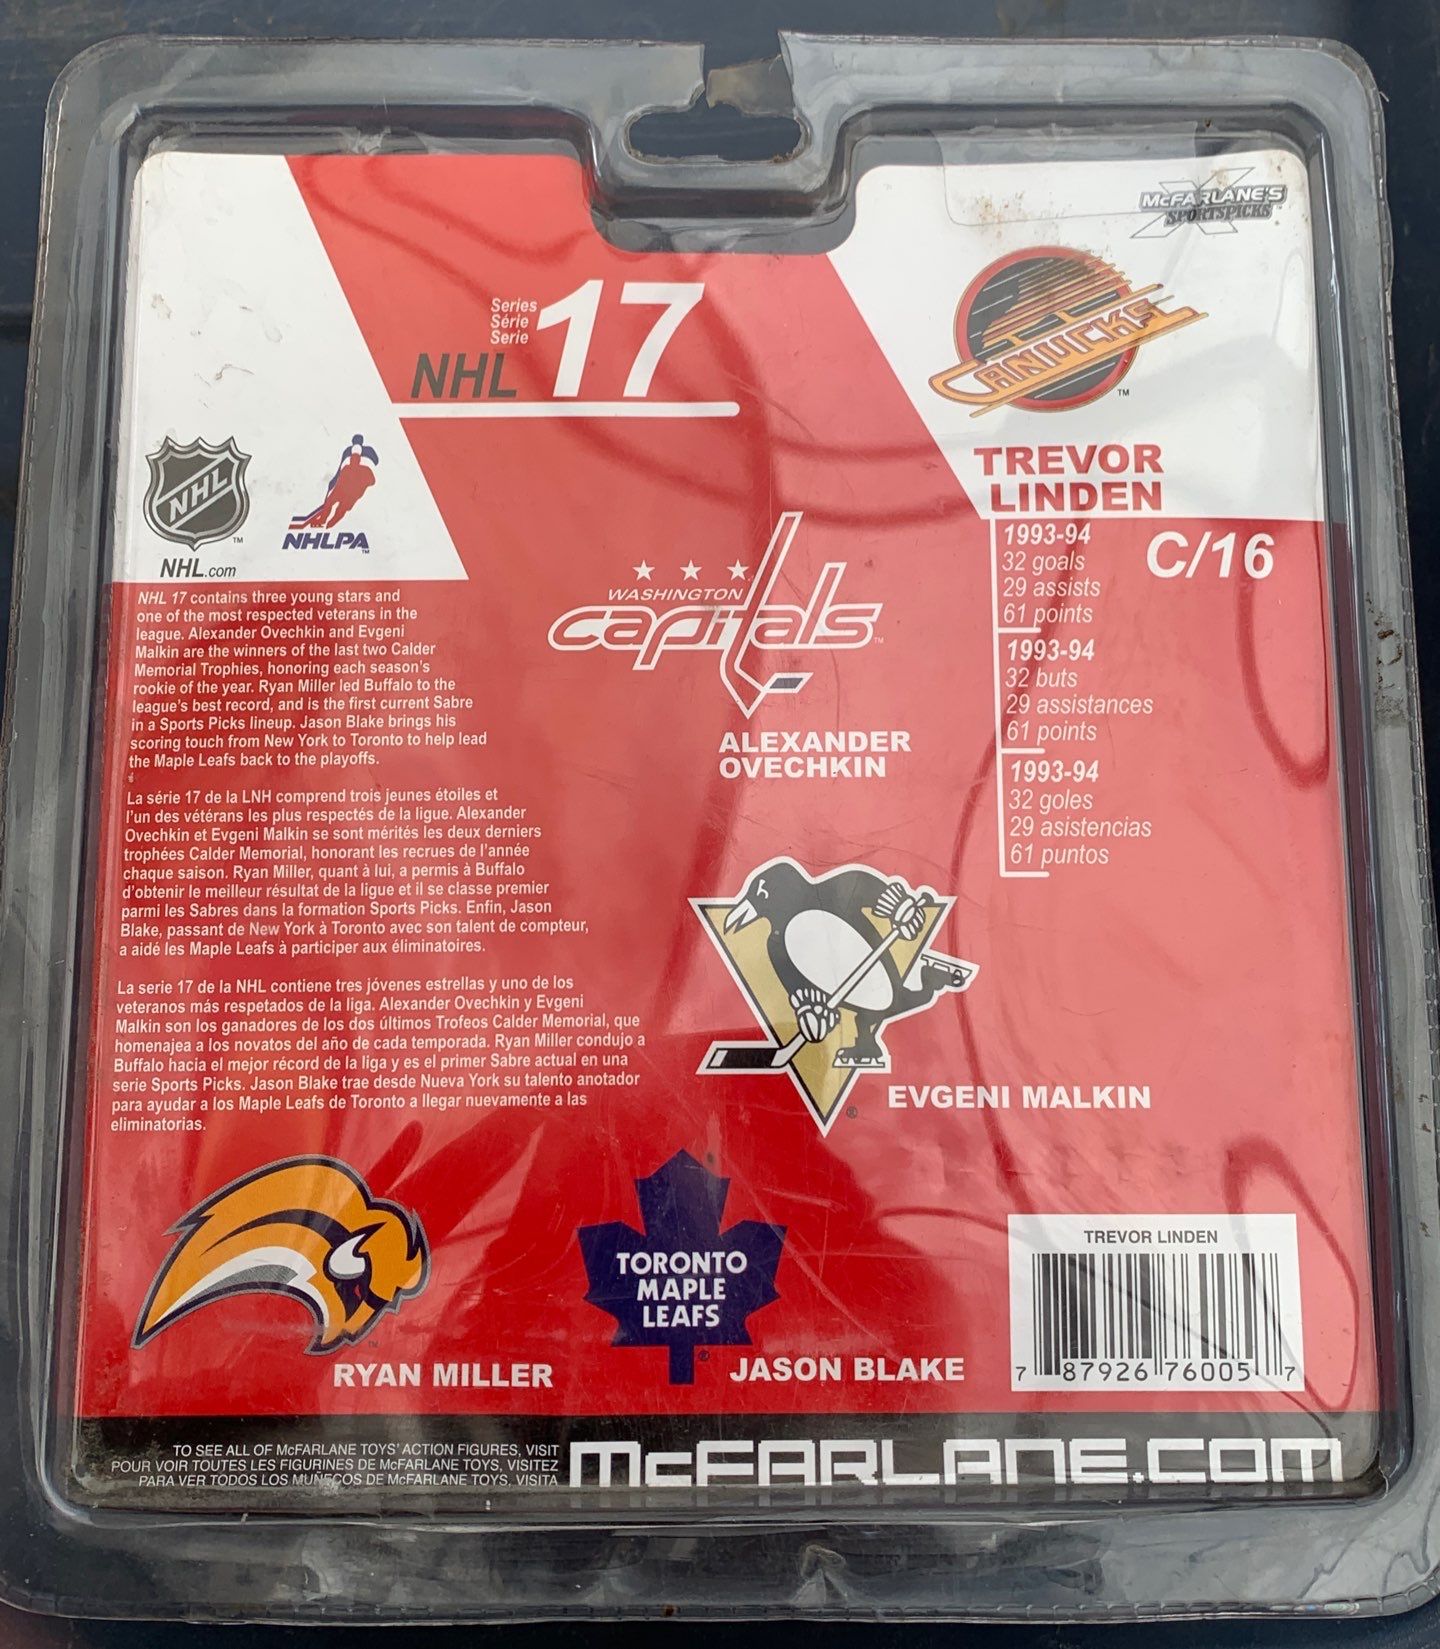 McFARLANE'S
SPORTSPICKS
Series
Série
Serie
NHL 17
CANUCKS
TM
TREVOR
LINDEN
C/16
1993-94
32 goals
29 assists
61 points
1993-94
32 buts
29 assistances
61 points
1993-94
32 goles
29 asistencias
61 puntos
NHL
TM
NHL.com
NHLPA
TM
NHL 17 contains three young stars and
one of the most respected veterans in the
league. Alexander Ovechkin and Evgeni
Malkin are the winners of the last two Calder
Memorial Trophies, honoring each season's
rookie of the year. Ryan Miller led Buffalo to the
league's best record, and is the first current Sabre
in a Sports Picks lineup. Jason Blake brings his
scoring touch from New York to Toronto to help lead
the Maple Leafs back to the playoffs.
La série 17 de la LNH comprend trois jeunes étoiles et
l'un des vétérans les plus respectés de la ligue. Alexander
Ovechkin et Evgeni Malkin se sont mérités les deux derniers
trophées Calder Memorial, honorant les recrues de l'année
chaque saison. Ryan Miller, quant à lui, a permis à Buffalo
d'obtenir le meilleur résultat de la ligue et il se classe premier
parmi les Sabres dans la formation Sports Picks. Enfin, Jason
Blake, passant de New York à Toronto avec son talent de compteur,
a aidé les Maple Leafs à participer aux éliminatoires.
La serie 17 de la NHL contiene tres jóvenes estrellas y uno de los
veteranos más respetados de la liga. Alexander Ovechkin y Evgeni
Malkin son los ganadores de los dos últimos Trofeos Calder Memorial, que
homenajea a los novatos del año de cada temporada. Ryan Miller condujo a
Buffalo hacia el mejor récord de la liga y es el primer Sabre actual en una
serie Sports Picks. Jason Blake trae desde Nueva York su talento anotador
para ayudar a los Maple Leafs de Toronto a llegar nuevamente a las
eliminatorias.
WASHINGTON
capitals
TM
ALEXANDER
OVECHKIN
®
EVGENI MALKIN
TM
RYAN MILLER
TORONTO
MAPLE
LEAFS
®
JASON BLAKE
TREVOR LINDEN
7 87926 76005 7
TO SEE ALL OF McFARLANE TOYS' ACTION FIGURES, VISIT
POUR VOIR TOUTES LES FIGURINES DE McFARLANE TOYS, VISITEZ
PARA VER TODOS LOS MUÑECOS DE McFARLANE TOYS, VISITA
McFARLANE.COM